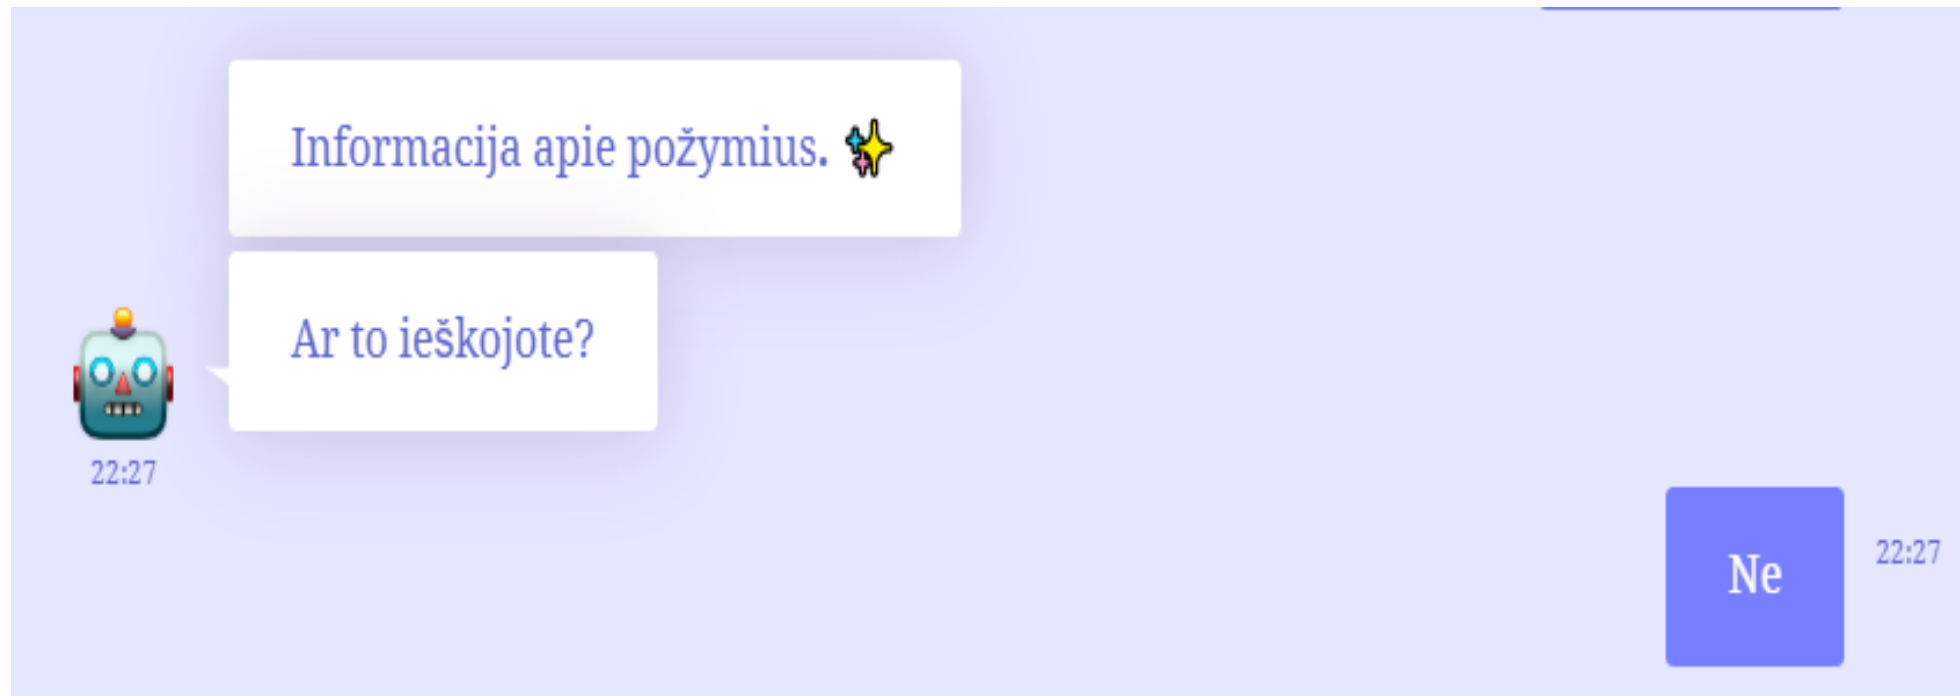 Informacija apie požymius. ✨
Ar to ieškojote?
22:27
Ne
22:27